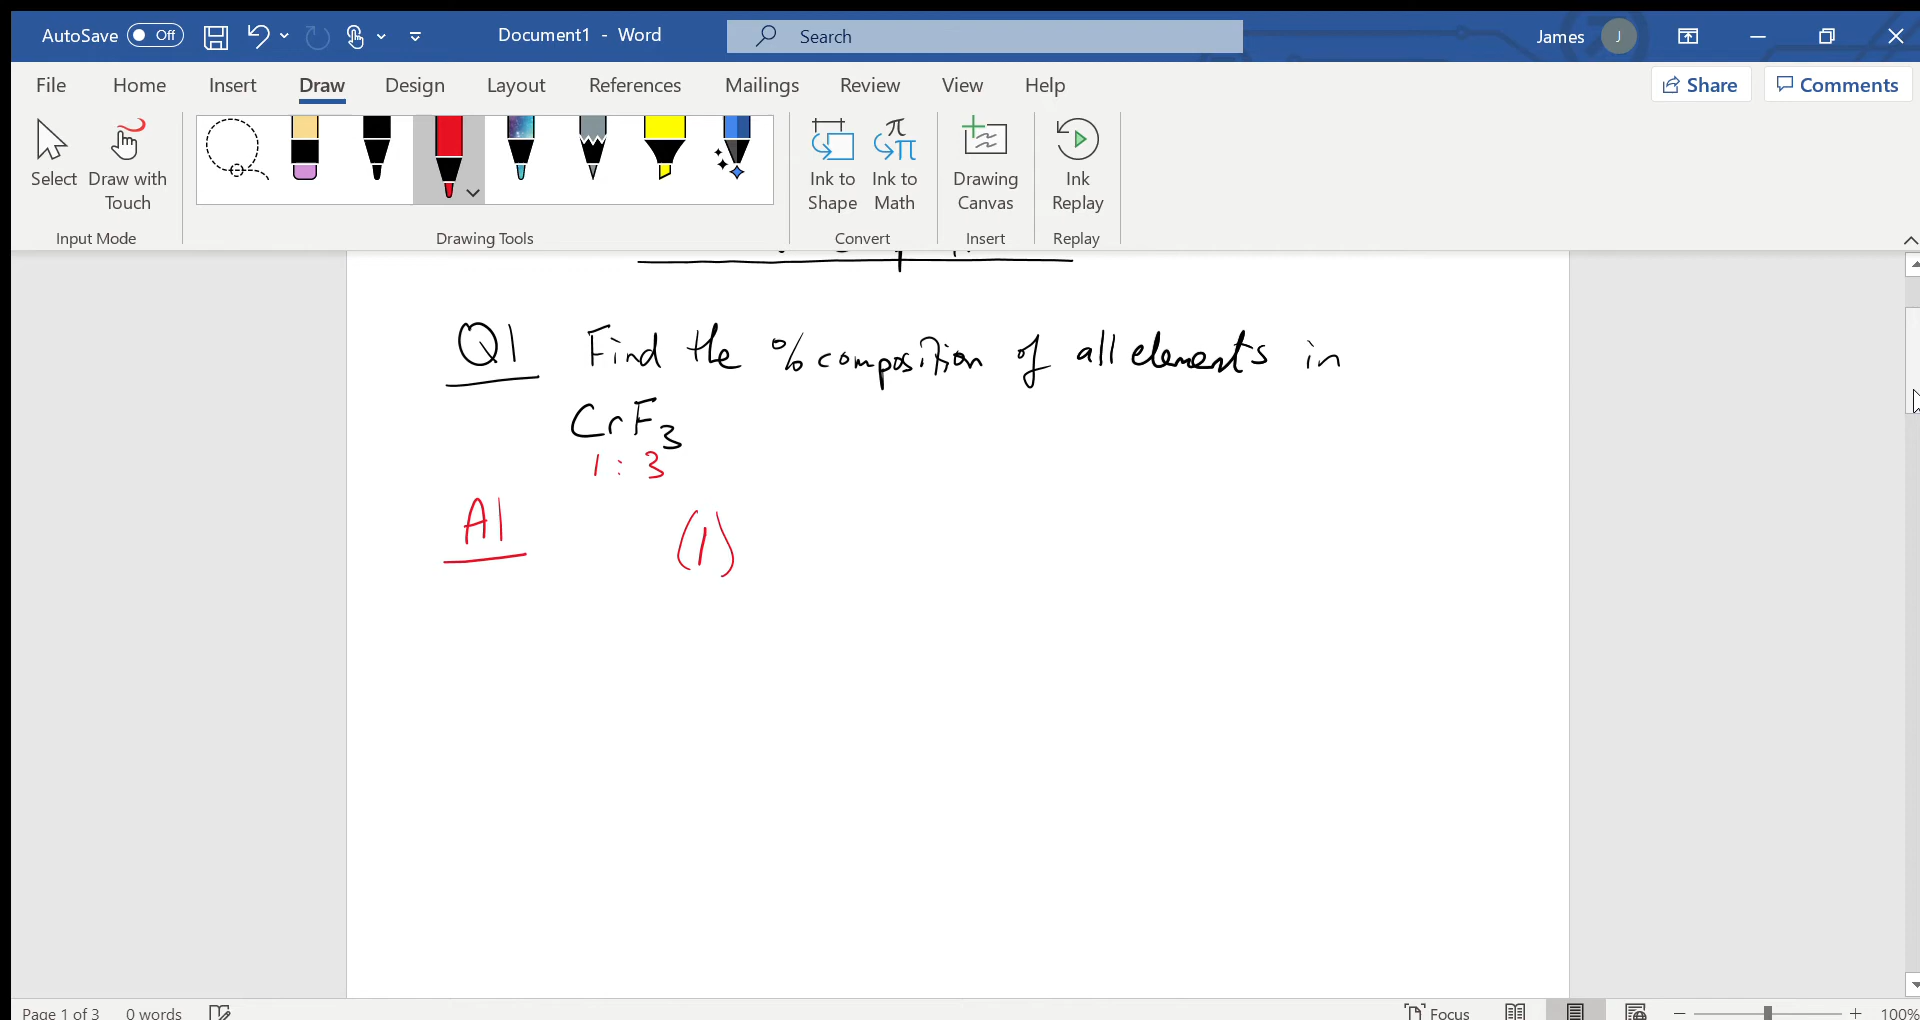 AutoSave Off Document1 - Word Search James J
File Home Insert Draw Design Layout References Mailings Review View Help Share Comments
Select Draw with Touch
Ink to Shape Ink to Math Drawing Canvas Ink Replay
Input Mode Drawing Tools Convert Insert Replay
Q1 Find the % composition of all elements in
CrF3
1 : 3
A1 (1)
Page 1 of 3 0 words Focus 100%